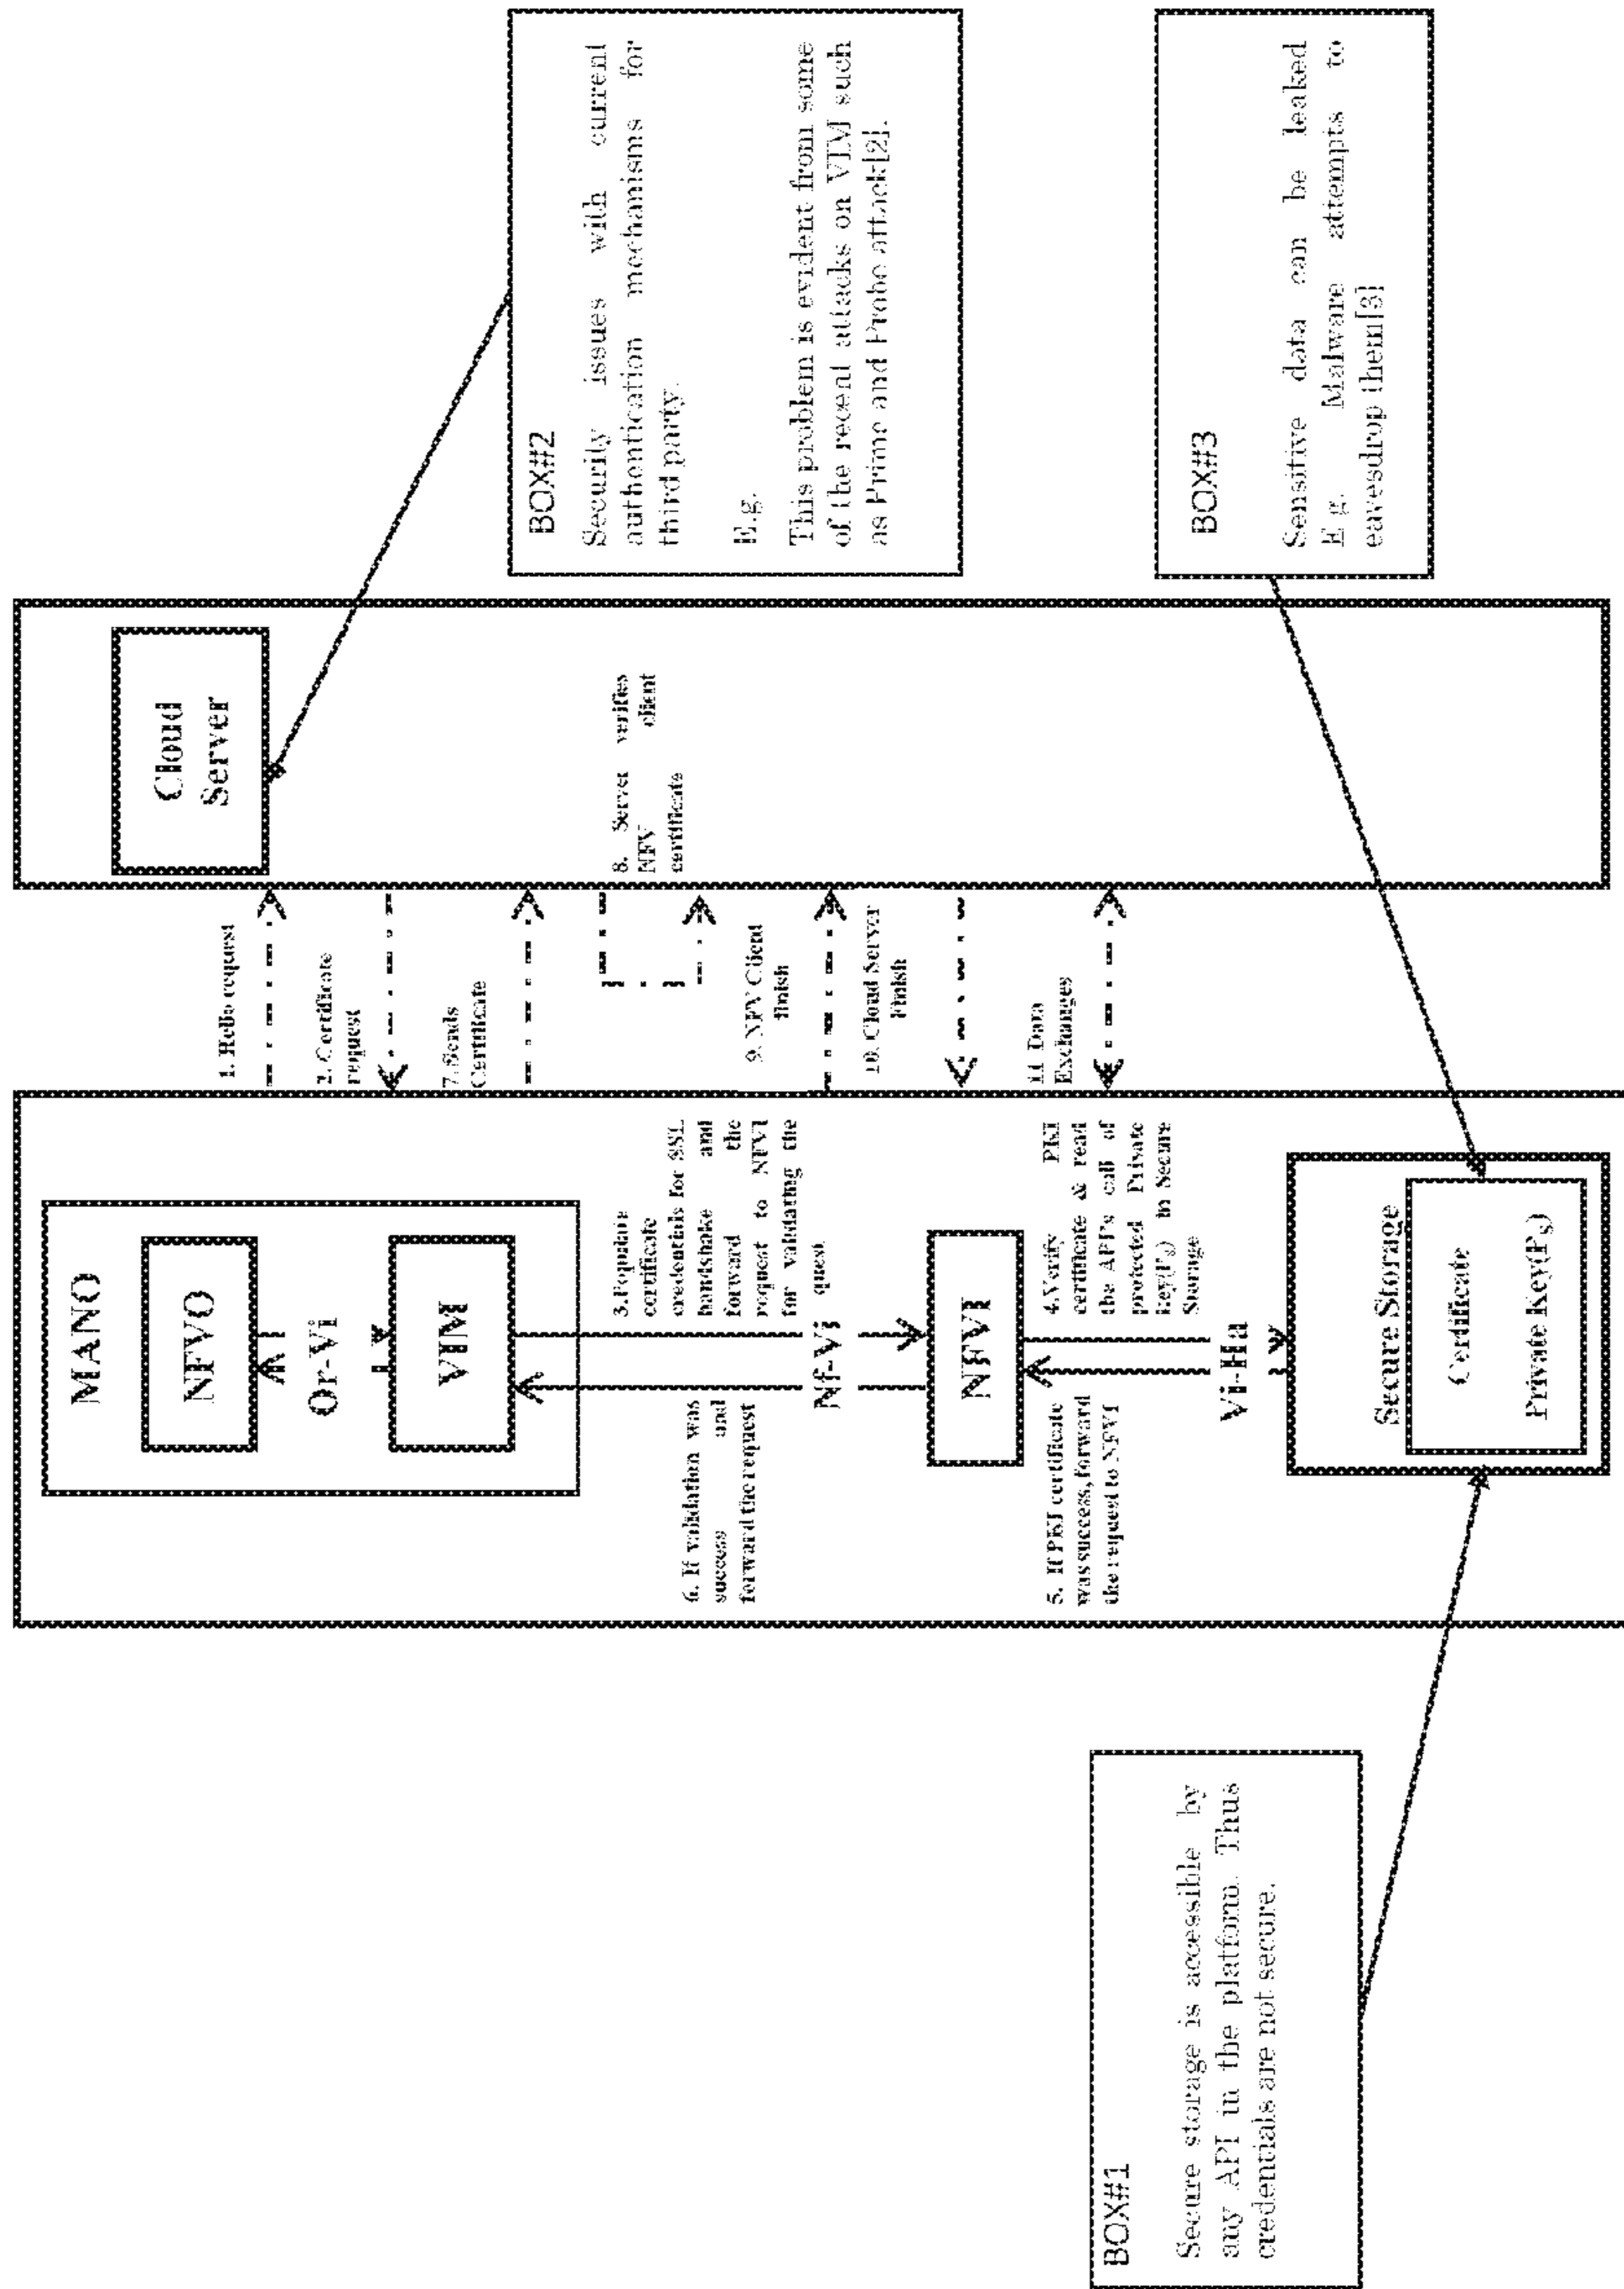 MANO
NFVO
Or-Vi
VIM
3.Populate
certificate
credentials for SSL
handshake and
forward the
request to NFVI
for validating the
quest
6. If validation was
success and
forward the request
Nf-Vi
NFVI
4.Verify PKI
certificate & read
the API's call of
protected Private
key(Ps) in Secure
Storage
5. If PKI certificate
was success, forward
the request to NFVI
Vi-Ha
Secure Storage
Certificate
Private Key(Ps)
1. Hello request
2. Certificate
request
7.Sends
Certificate
8. Server verifies
NFV client
certificate
9. NFV Client
finish
10. Cloud Server
Finish
11 Data
Exchanges
Cloud
Server
BOX#1
Secure storage is accessible by
any API in the platform. Thus
credentials are not secure.
BOX#2
Security issues with current
authentication mechanisms for
third party.
E.g.
This problem is evident from some
of the recent attacks on VIM such
as Prime and Probe attack[2].
BOX#3
Sensitive data can be leaked
E.g. Malware attempts to
eavesdrop them[3]